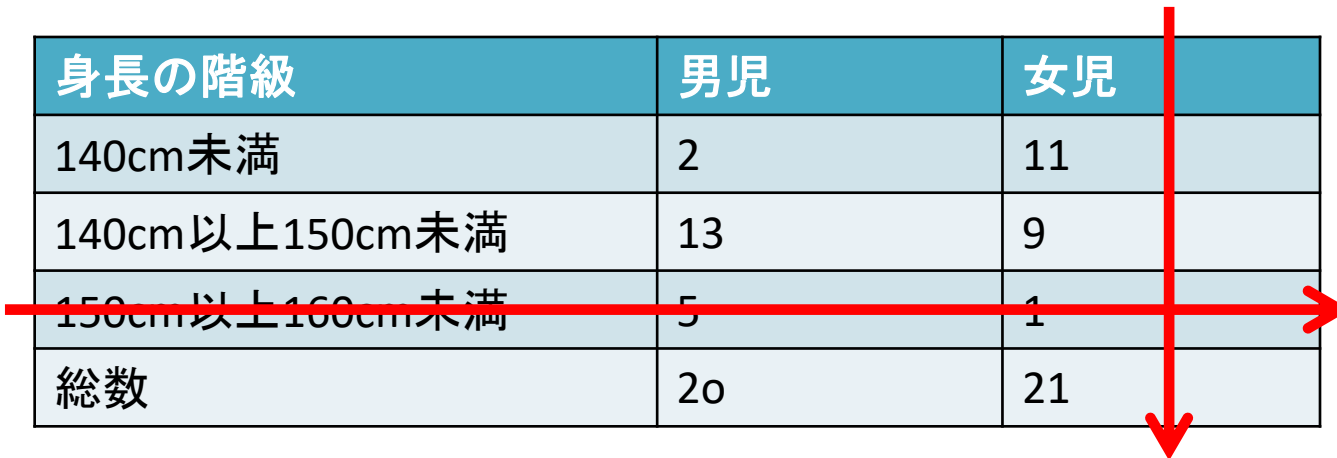 身長の階級 男児 女児
140cm未満 2 11
140cm以上150cm未満 13 9
150cm以上160cm未満 5 1
総数 2o 21